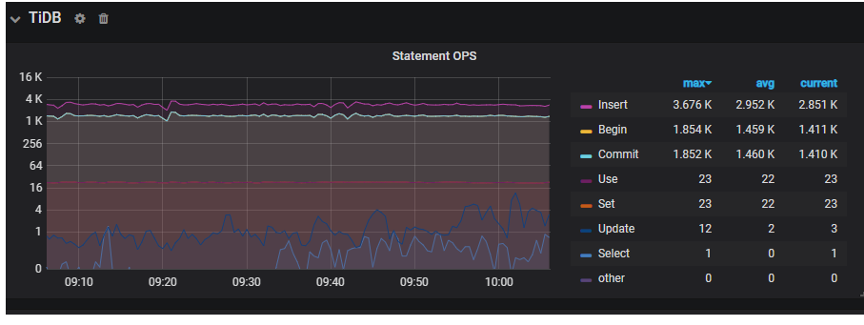 TiDB
Statement OPS
16 K
4 K
1 K
256
64
16
4
1
0
09:10 09:20 09:30 09:40 09:50 10:00
max avg current
Insert 3.676 K 2.952 K 2.851 K
Begin 1.854 K 1.459 K 1.411 K
Commit 1.852 K 1.460 K 1.410 K
Use 23 22 23
Set 23 22 23
Update 12 2 3
Select 1 0 1
other 0 0 0